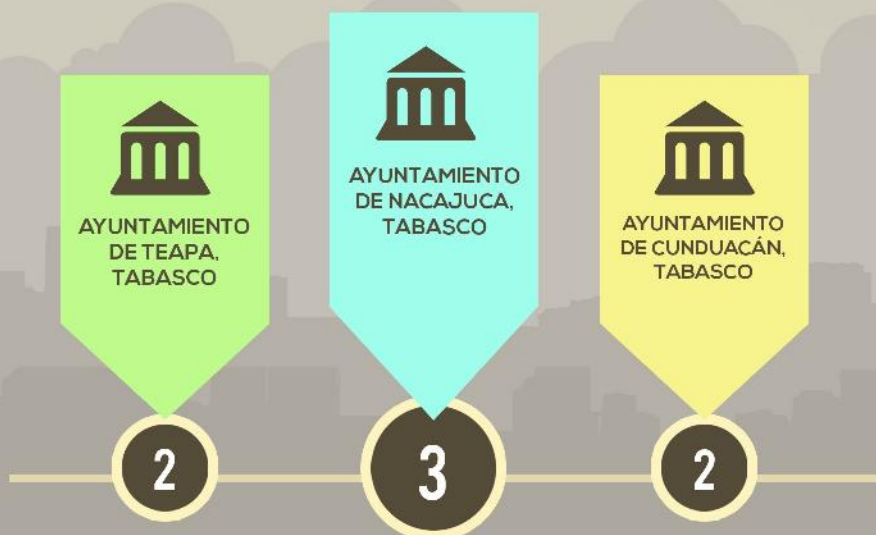 AYUNTAMIENTO
DE TEAPA,
TABASCO
2
AYUNTAMIENTO
DE NACAJUCA,
TABASCO
3
AYUNTAMIENTO
DE CUNDUACÁN,
TABASCO
2